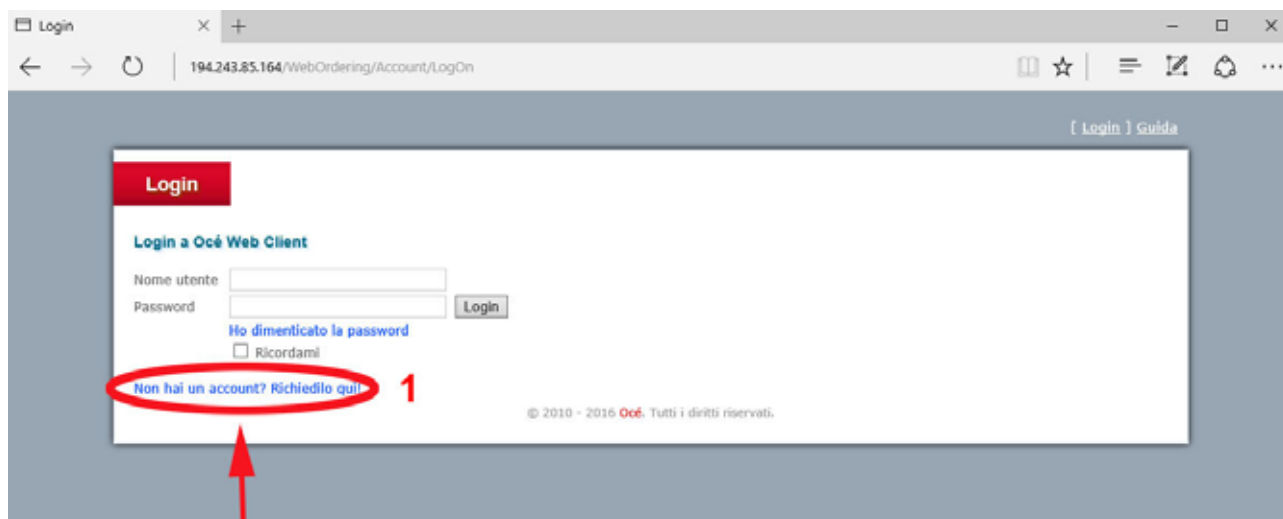 Login
194.243.85.164/WebOrdering/Account/LogOn
[ Login ] Guida
Login
Login a Océ Web Client
Nome utente
Password
Login
Ho dimenticato la password
Ricordami
Non hai un account? Richiedilo qui!
1
© 2010 - 2016 Océ. Tutti i diritti riservati.